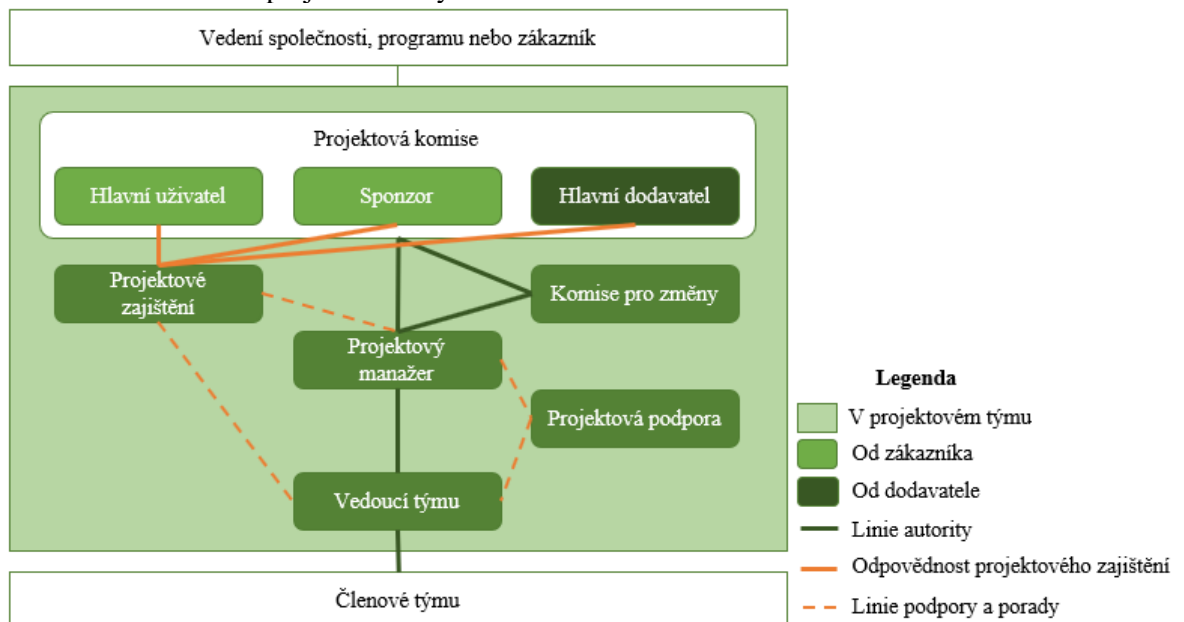 Vedení společnosti, programu nebo zákazník
Projektová komise
Hlavní uživatel
Sponzor
Hlavní dodavatel
Projektové
zajištění
Komise pro změny
Projektový
manažer
Projektová podpora
Vedoucí týmu
Členové týmu
Legenda
V projektovém týmu
Od zákazníka
Od dodavatele
Linie autority
Odpovědnost projektového zajištění
Linie podpory a porady